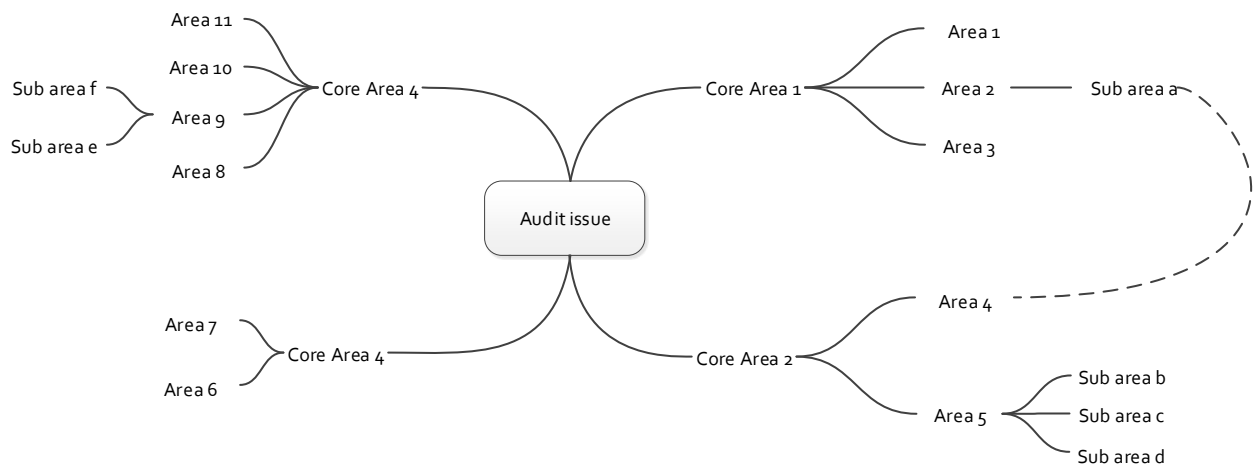 Area 11
Area 10
Sub area f
Core Area 4
Area 9
Sub area e
Area 8
Area 1
Core Area 1
Area 2
Sub area a
Area 3
Audit issue
Area 7
Core Area 4
Area 6
Area 4
Core Area 2
Area 5
Sub area b
Sub area c
Sub area d